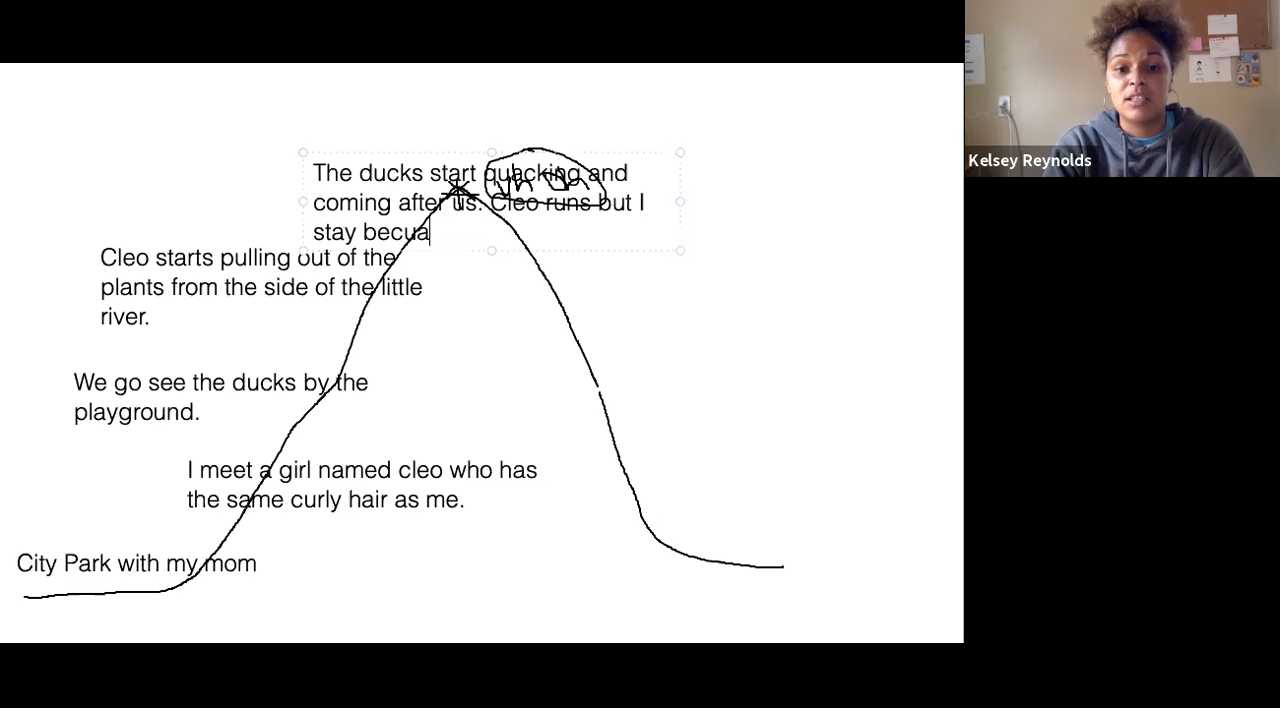 The ducks start quacking and
coming after us. Cleo runs but I
stay becua
uh oh
Cleo starts pulling out of the
plants from the side of the little
river.
We go see the ducks by the
playground.
I meet a girl named cleo who has
the same curly hair as me.
City Park with my mom
Kelsey Reynolds